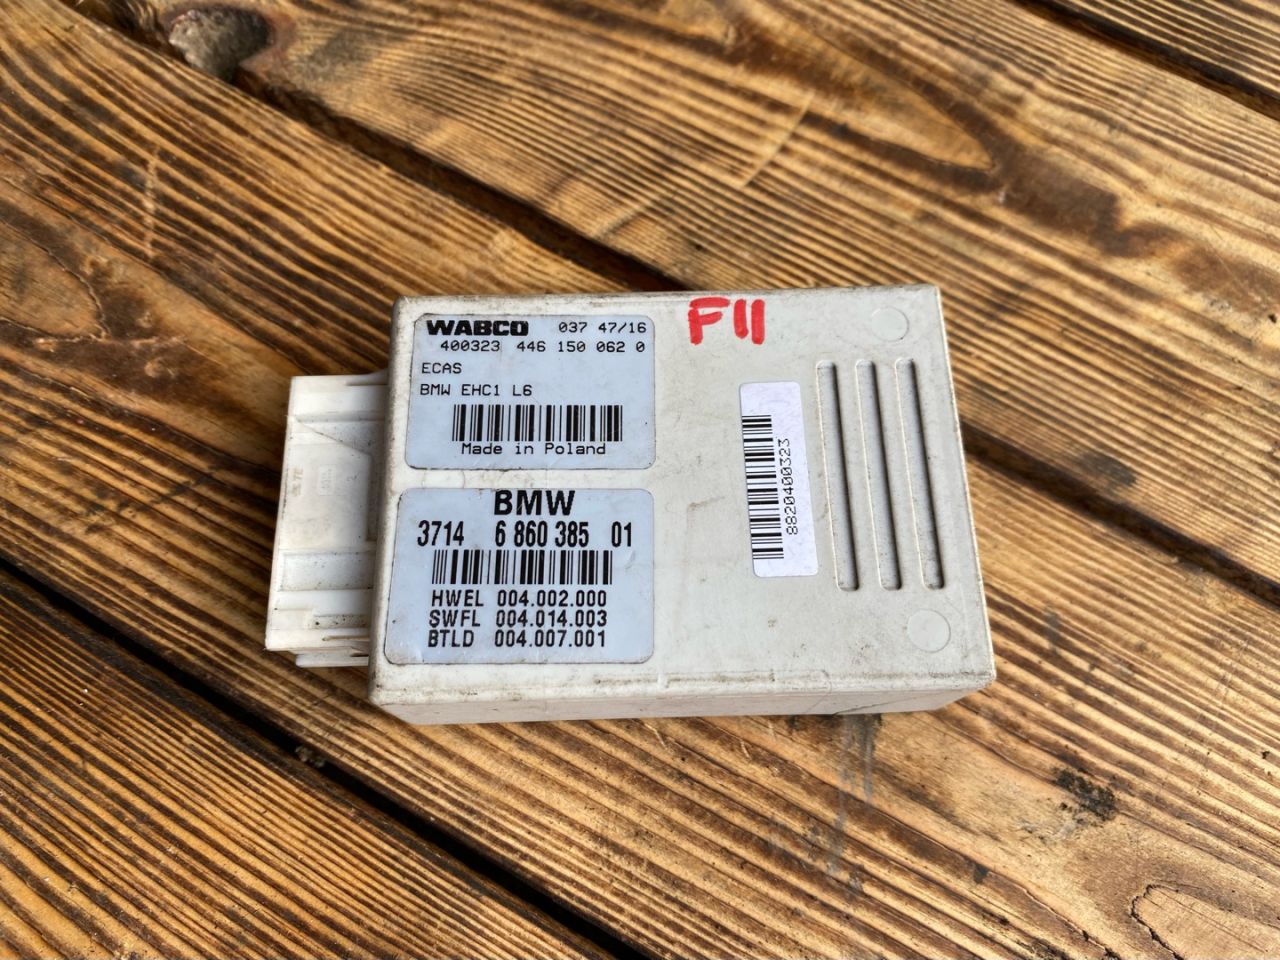 WABCO 037 47/16
400323 446 150 062 0
ECAS
BMW EHC1 L6
Made in Poland
BMW
3714 6 860 385 01
HWEL 004.002.000
SWFL 004.014.003
BTLD 004.007.001
F11
8820400323